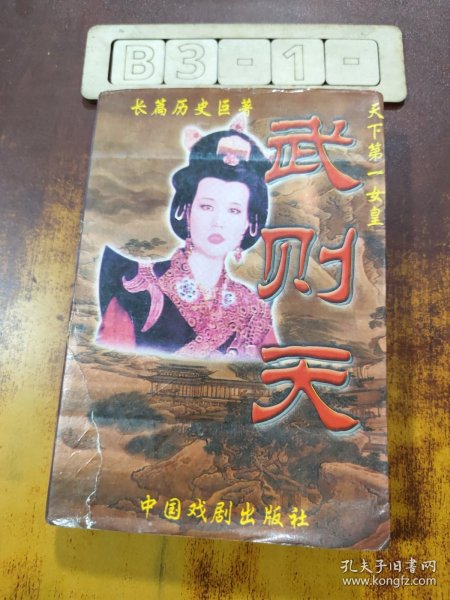 B3-1-
长篇历史巨著
天下第一女皇
武则天
中国戏剧出版社
孔夫子旧书网
www.kongfz.com